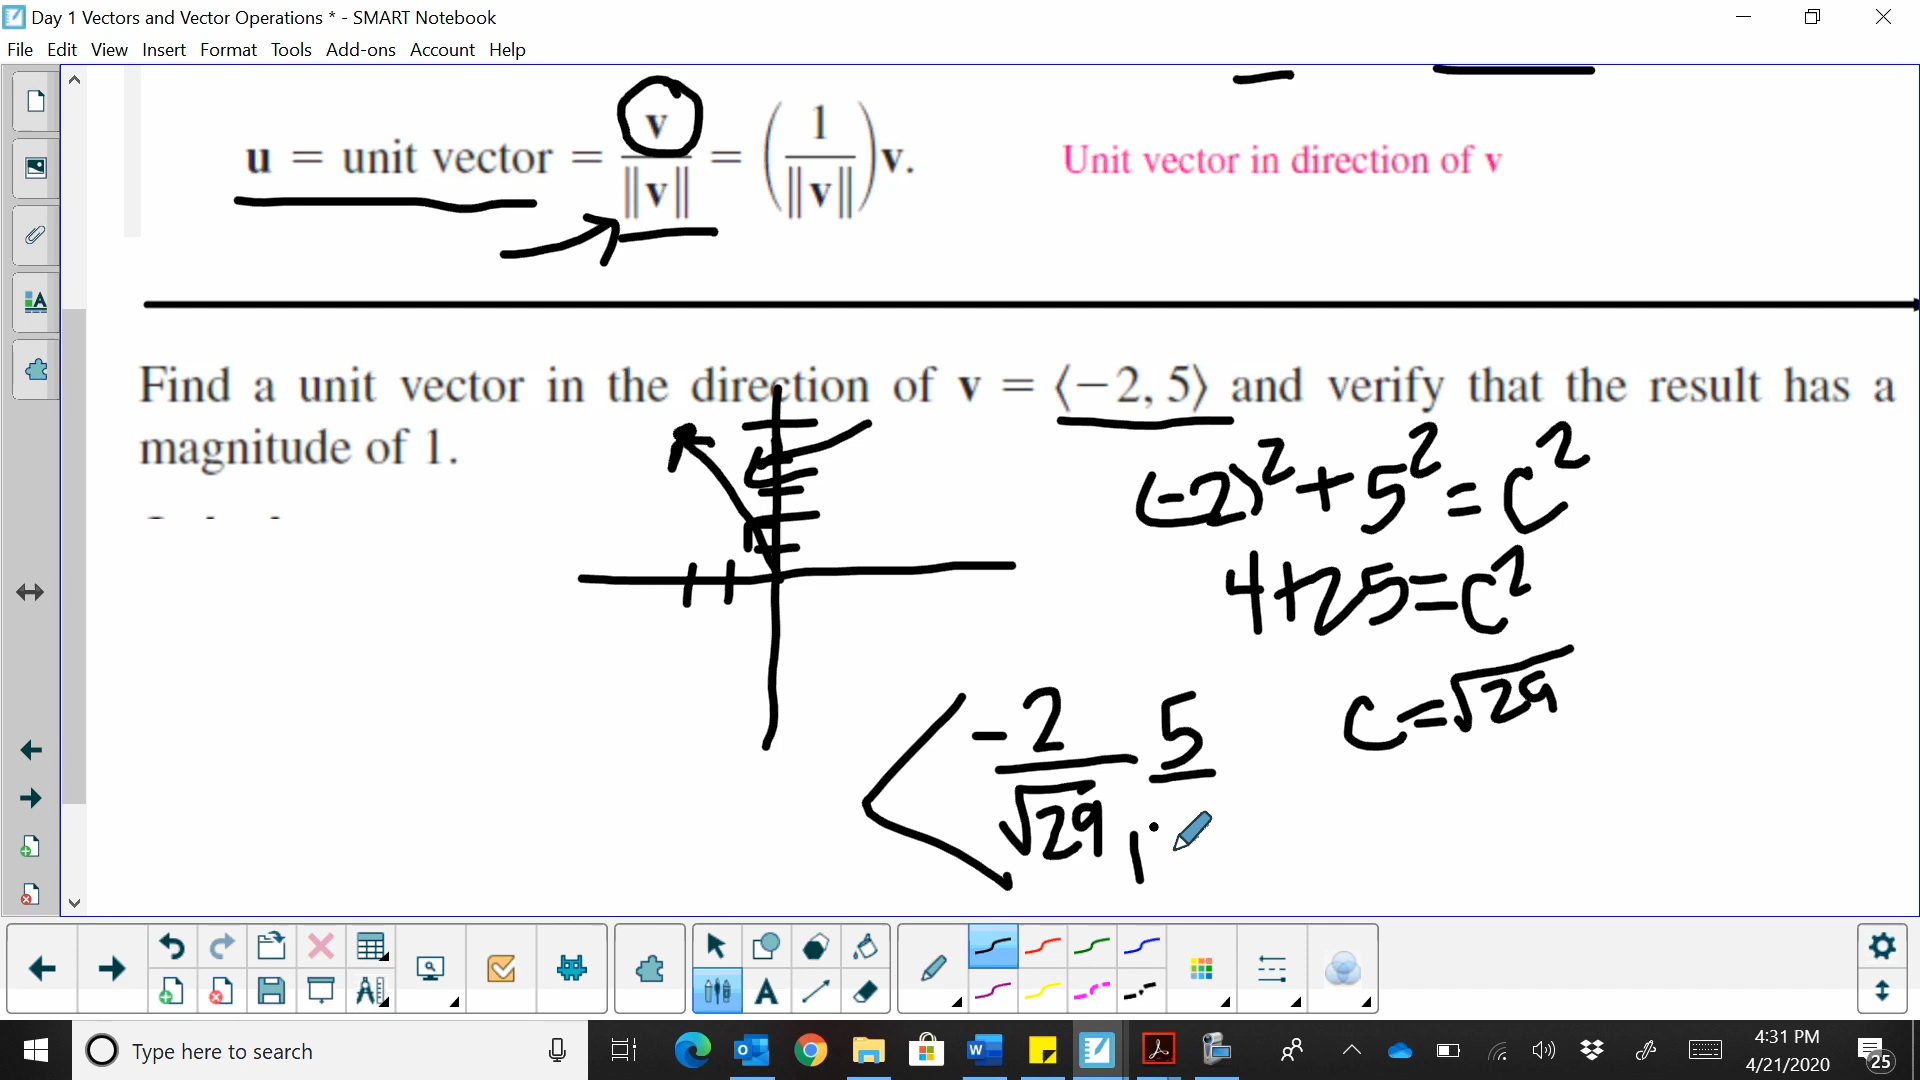 Day 1 Vectors and Vector Operations * - SMART Notebook
File Edit View Insert Format Tools Add-ons Account Help
u = unit vector = v / ‖v‖ = (1 / ‖v‖) v. Unit vector in direction of v
Find a unit vector in the direction of v = ⟨−2, 5⟩ and verify that the result has a
magnitude of 1.
(-2)² + 5² = c²
4+25=c²
c=√29
⟨ -2/√29 , 5
Type here to search
4:31 PM
4/21/2020
25